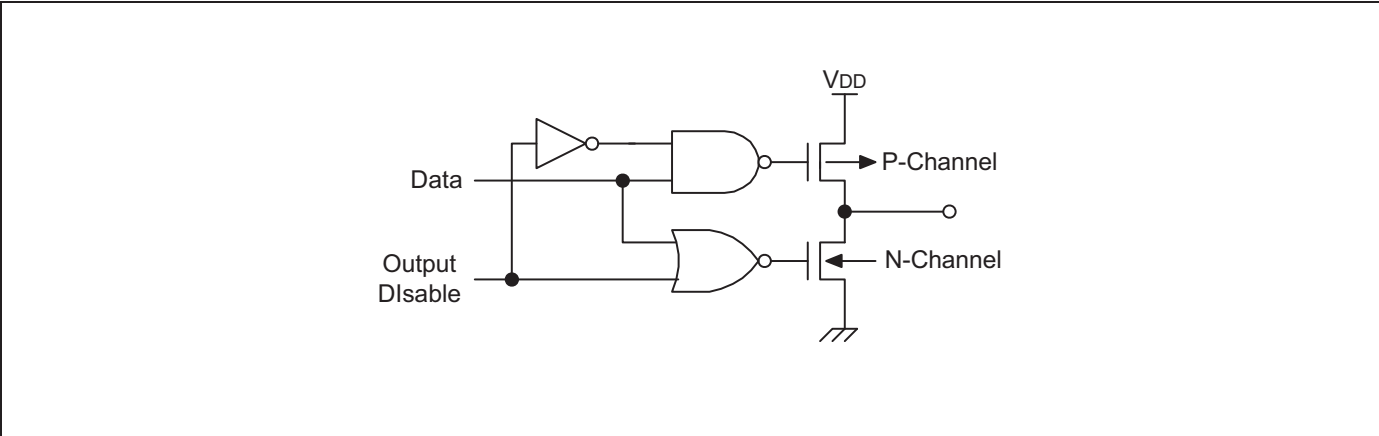 VDD
P-Channel
Data
Output
DIsable
N-Channel